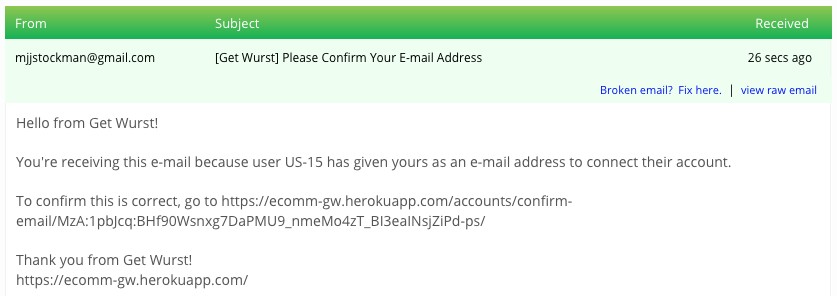 From Subject Received
mjjstockman@gmail.com [Get Wurst] Please Confirm Your E-mail Address 26 secs ago
Broken email? Fix here. | view raw email
Hello from Get Wurst!
You're receiving this e-mail because user US-15 has given yours as an e-mail address to connect their account.
To confirm this is correct, go to https://ecomm-gw.herokuapp.com/accounts/confirm-
email/MzA:1pbJcq:BHf90Wsnxg7DaPMU9_nmeMo4zT_BI3eaINsjZiPd-ps/
Thank you from Get Wurst!
https://ecomm-gw.herokuapp.com/